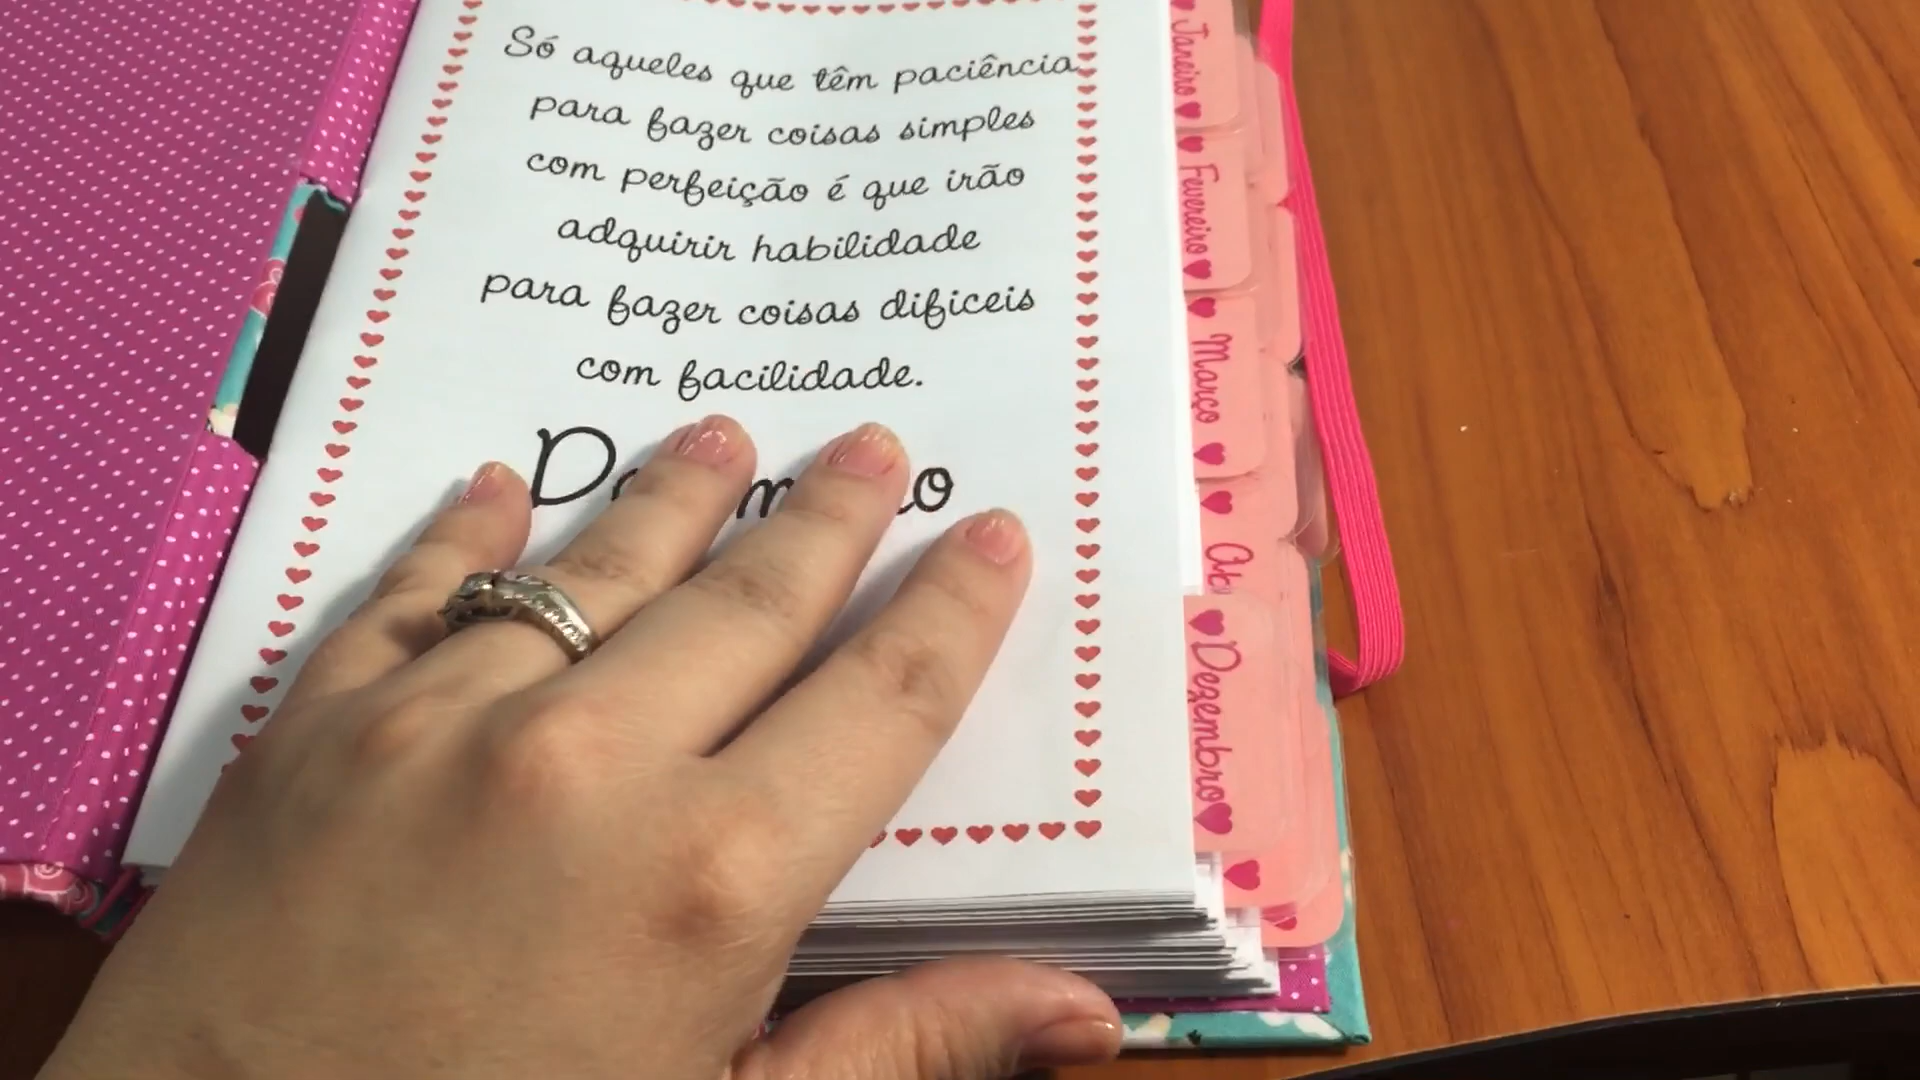 Só aqueles que têm paciência
para fazer coisas simples
com perfeição é que irão
adquirir habilidade
para fazer coisas dificeis
com facilidade.
Janeiro
Fevereiro
Março
Dezembro